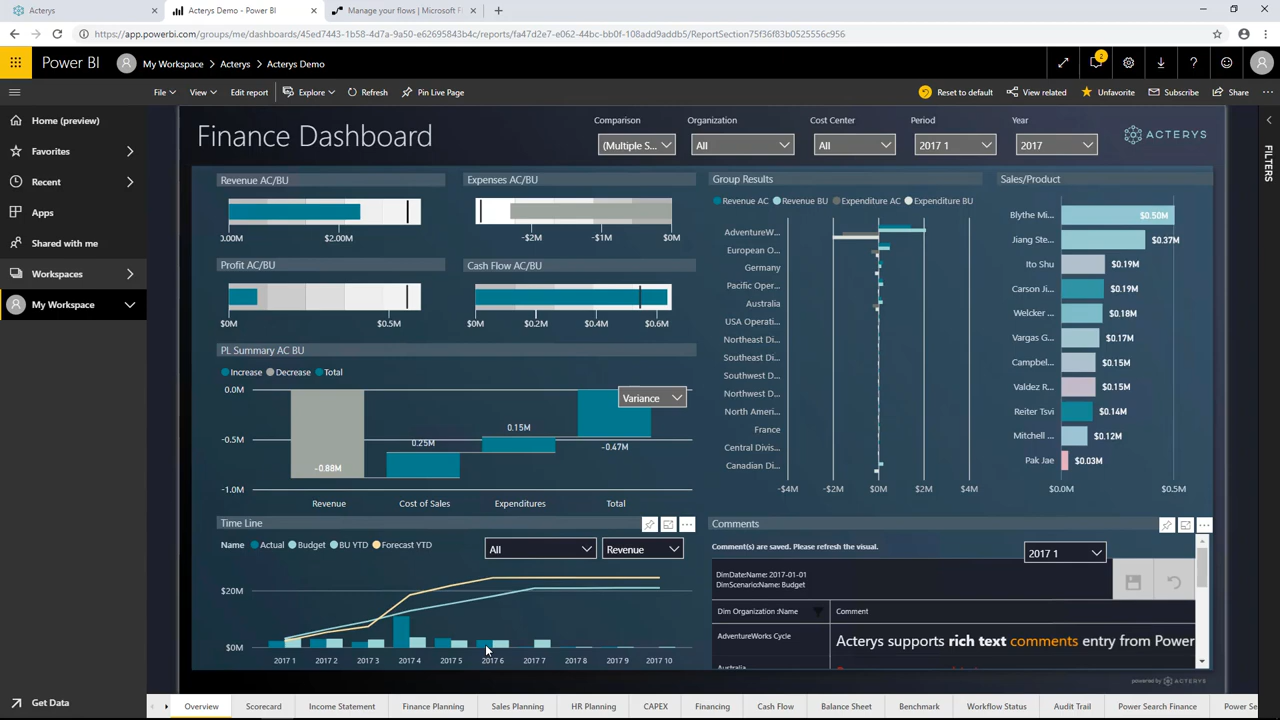 Acterys
Acterys Demo - Power BI
Manage your flows | Microsoft F
https://app.powerbi.com/groups/me/dashboards/45ed7443-1b58-4d7a-9a50-e62695843b4c/reports/fa47d2e7-e062-44bc-bb0f-108add9addb5/ReportSection75f36f83b0525556c956
Power BI
My Workspace > Acterys > Acterys Demo
2
File View Edit report Explore Refresh Pin Live Page Reset to default View related Unfavorite Subscribe Share
Home (preview)
Favorites
Recent
Apps
Shared with me
Workspaces
My Workspace
Get Data
Finance Dashboard
Comparison Organization Cost Center Period Year
(Multiple S... All All 2017 1 2017
ACTERYS
FILTERS
Revenue AC/BU
$2.00M
Expenses AC/BU
-$2M -$1M $0M
Profit AC/BU
$0M $0.5M
Cash Flow AC/BU
$0M $0.2M $0.4M $0.6M
PL Summary AC BU
Increase Decrease Total
Variance
0.0M
-0.5M
-1.0M
-0.88M 0.25M 0.15M -0.47M
Revenue Cost of Sales Expenditures Total
Group Results
Revenue AC Revenue BU Expenditure AC Expenditure BU
AdventureW...
European O...
Germany
Pacific Oper...
Australia
USA Operati...
Northeast Di...
Southeast Di...
Southwest D...
Northwest D...
North Ameri...
France
Central Divis...
Canadian Di...
-$4M -$2M $0M $2M $4M
Sales/Product
Blythe Mi... $0.50M
Jiang Ste... $0.37M
Ito Shu $0.19M
Carson Ji... $0.19M
Welcker ... $0.18M
Vargas G... $0.17M
Campbel... $0.15M
Valdez R... $0.15M
Reiter Tsvi $0.14M
Mitchell ... $0.12M
Pak Jae $0.03M
$0.0M $0.5M
Time Line
Name Actual Budget BU YTD Forecast YTD
All Revenue
$20M
$0M
2017 1 2017 2 2017 3 2017 4 2017 5 2017 6 2017 7 2017 8 2017 9 2017 10
Comments
Comment(s) are saved. Please refresh the visual.
2017 1
DimDate:Name: 2017-01-01
DimScenario:Name: Budget
Dim Organization :Name Comment
AdventureWorks Cycle Acterys supports rich text comments entry from Power
Australia
powered by ACTERYS
Overview Scorecard Income Statement Finance Planning Sales Planning HR Planning CAPEX Financing Cash Flow Balance Sheet Benchmark Workflow Status Audit Trail Power Search Finance Power Se